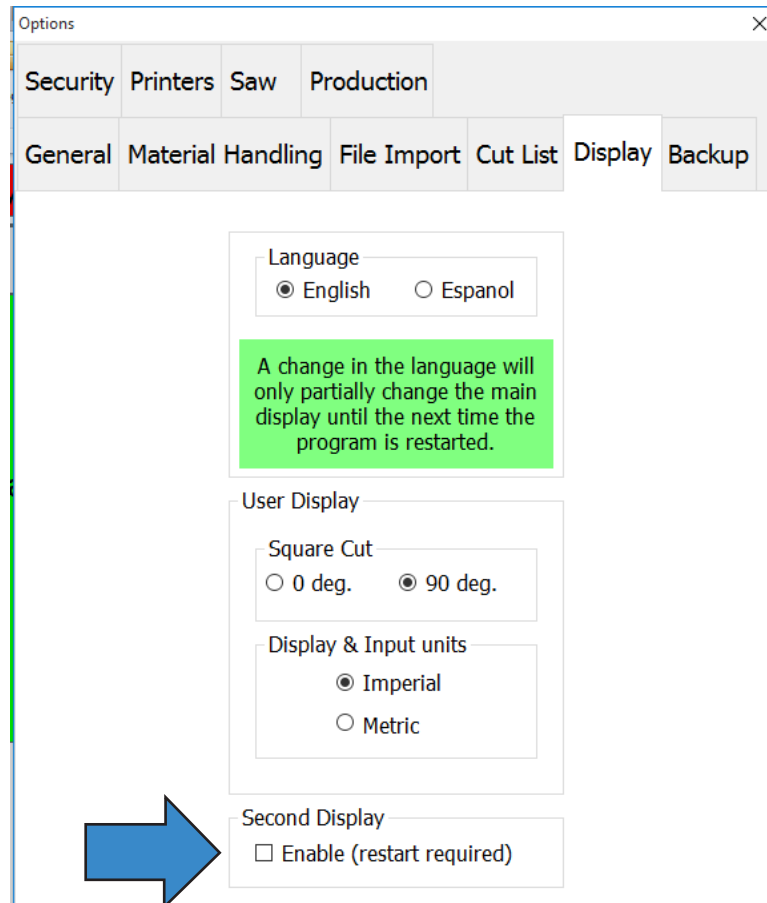 Options
Security Printers Saw Production
General Material Handling File Import Cut List Display Backup
Language
English Espanol
A change in the language will
only partially change the main
display until the next time the
program is restarted.
User Display
Square Cut
0 deg. 90 deg.
Display & Input units
Imperial
Metric
Second Display
Enable (restart required)